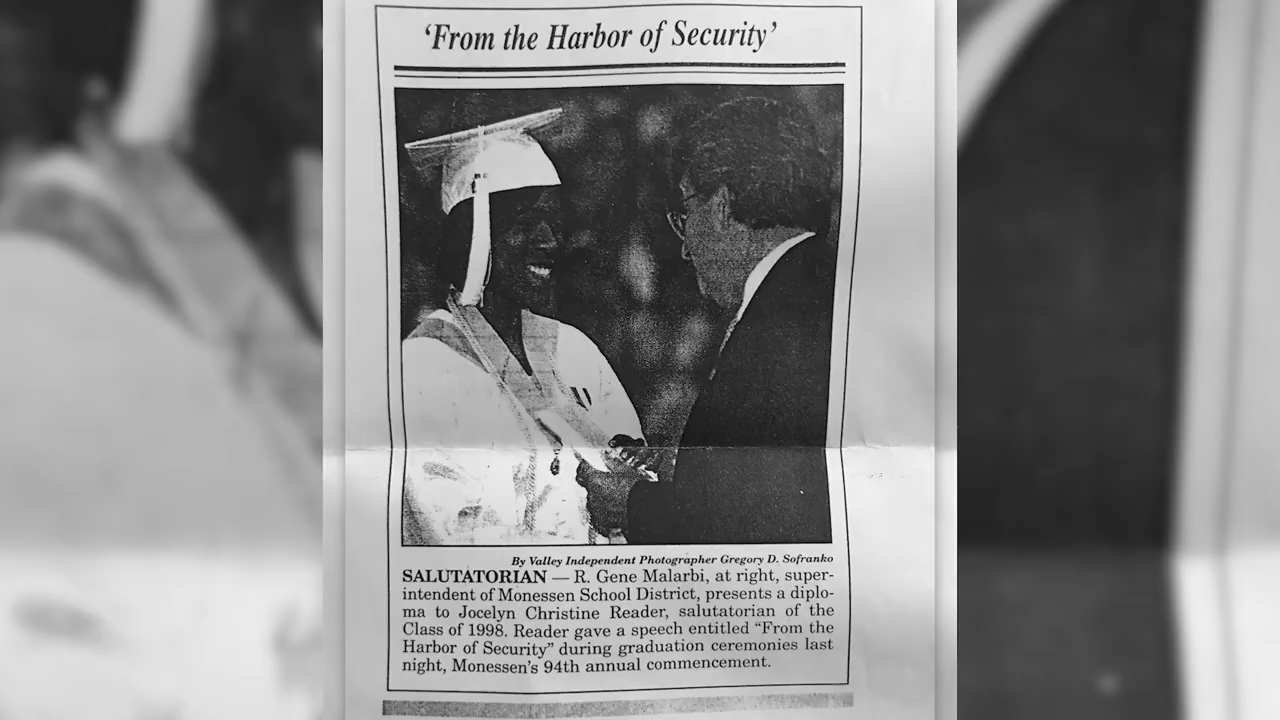 ‘From the Harbor of Security’
By Valley Independent Photographer Gregory D. Sofranko
SALUTATORIAN — R. Gene Malarbi, at right, super-
intendent of Monessen School District, presents a diplo-
ma to Jocelyn Christine Reader, salutatorian of the
Class of 1998. Reader gave a speech entitled “From the
Harbor of Security” during graduation ceremonies last
night, Monessen’s 94th annual commencement.